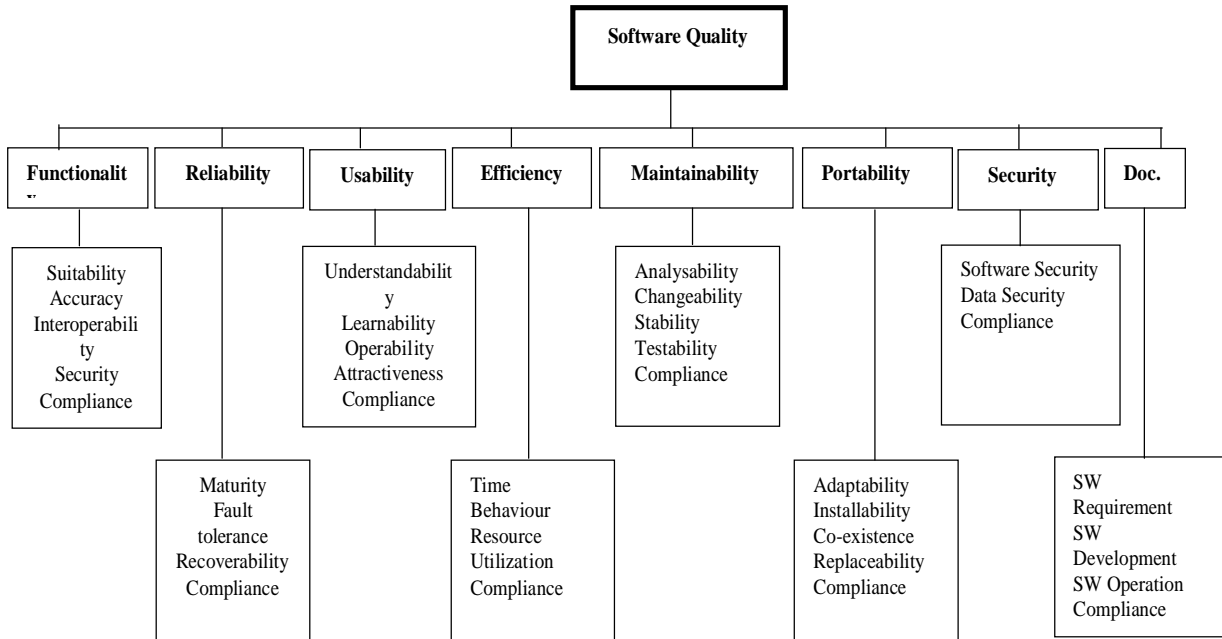 Software Quality
Functionalit
Reliability
Usability
Efficiency
Maintainability
Portability
Security
Doc.
Suitability
Accuracy
Interoperabili
ty
Security
Compliance
Understandabilit
y
Learnability
Operability
Attractiveness
Compliance
Analysability
Changeability
Stability
Testability
Compliance
Software Security
Data Security
Compliance
Maturity
Fault
tolerance
Recoverability
Compliance
Time
Behaviour
Resource
Utilization
Compliance
Adaptability
Installability
Co-existence
Replaceability
Compliance
SW
Requirement
SW
Development
SW Operation
Compliance